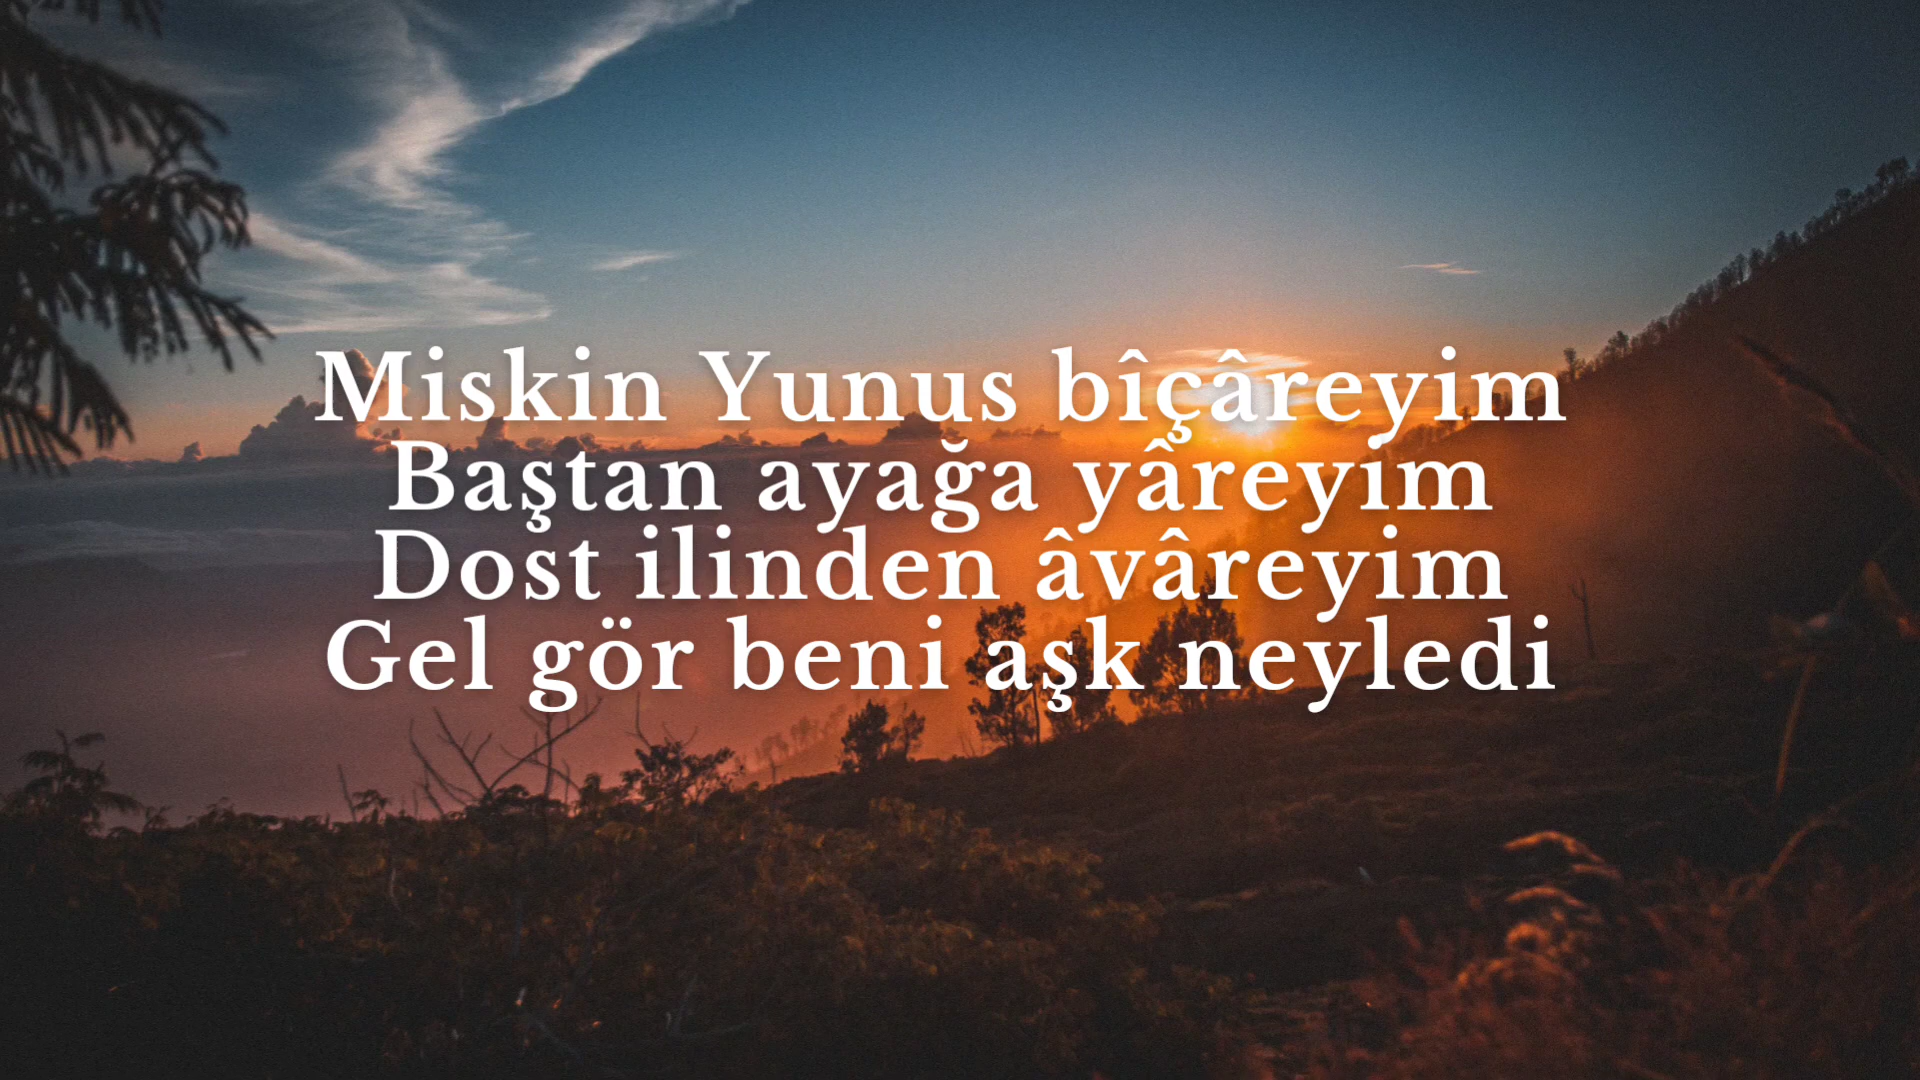 Miskin Yunus bîçâreyim
Baştan ayağa yâreyim
Dost ilinden âvâreyim
Gel gör beni aşk neyledi